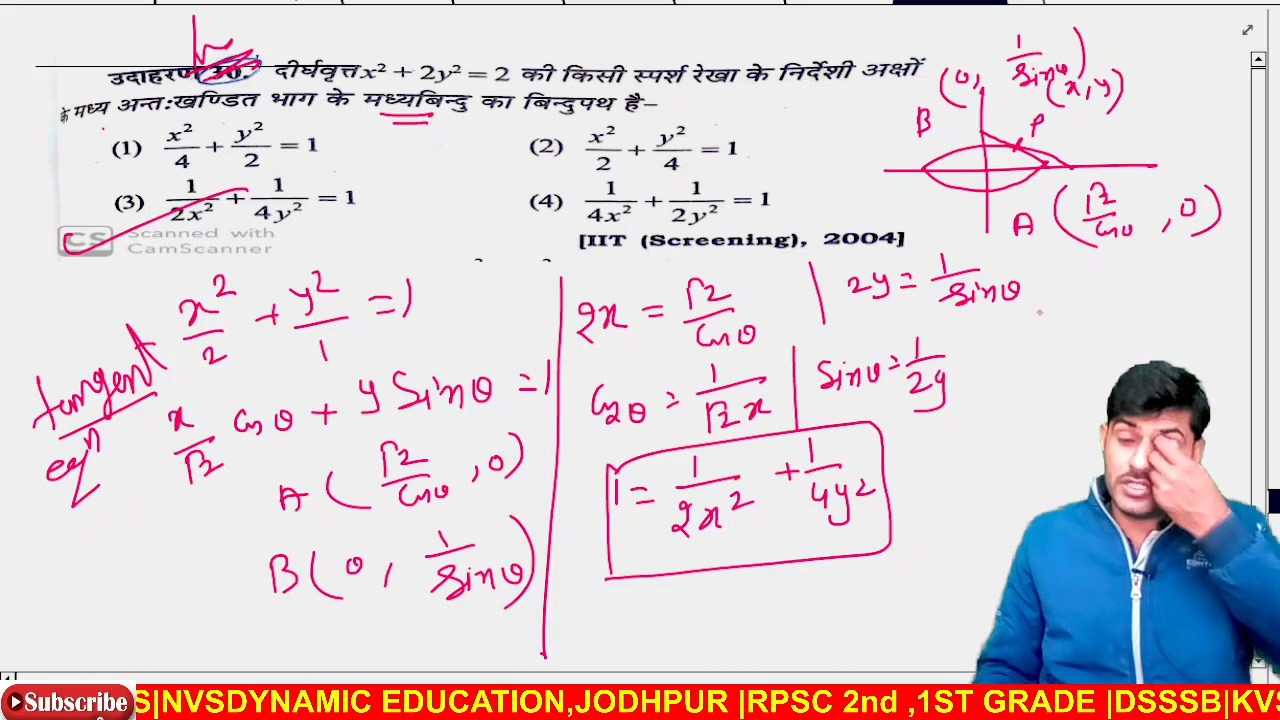 उदाहरण 30. दीर्घवृत्त x² + 2y² = 2 की किसी स्पर्श रेखा के निर्देशी अक्षों
के मध्य अन्त:खण्डित भाग के मध्यबिन्दु का बिन्दुपथ है–
(1) x²/4 + y²/2 = 1 (2) x²/2 + y²/4 = 1
(3) 1/2x² + 1/4y² = 1 (4) 1/4x² + 1/2y² = 1
[IIT (Screening), 2004]
CS Scanned with
CamScanner
(0, 1/sinθ)
(x, y)
B
P
A (√2/cosθ, 0)
x²/2 + y²/1 = 1
tangent
eqⁿ
x/√2 cosθ + y sinθ = 1
A (√2/cosθ, 0)
B (0, 1/sinθ)
2x = √2/cosθ | 2y = 1/sinθ
cosθ = 1/√2x | sinθ = 1/2y
1 = 1/2x² + 1/4y²
Subscribe
S|NVSDYNAMIC EDUCATION,JODHPUR |RPSC 2nd ,1ST GRADE |DSSSB|KVS